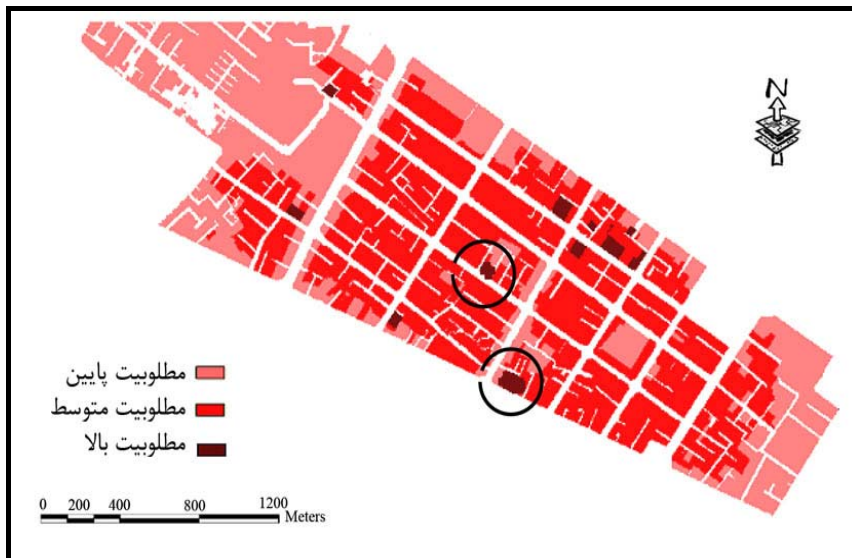 N
مطلوبیت پایین
مطلوبیت متوسط
مطلوبیت بالا
0 200 400 800 1200
Meters